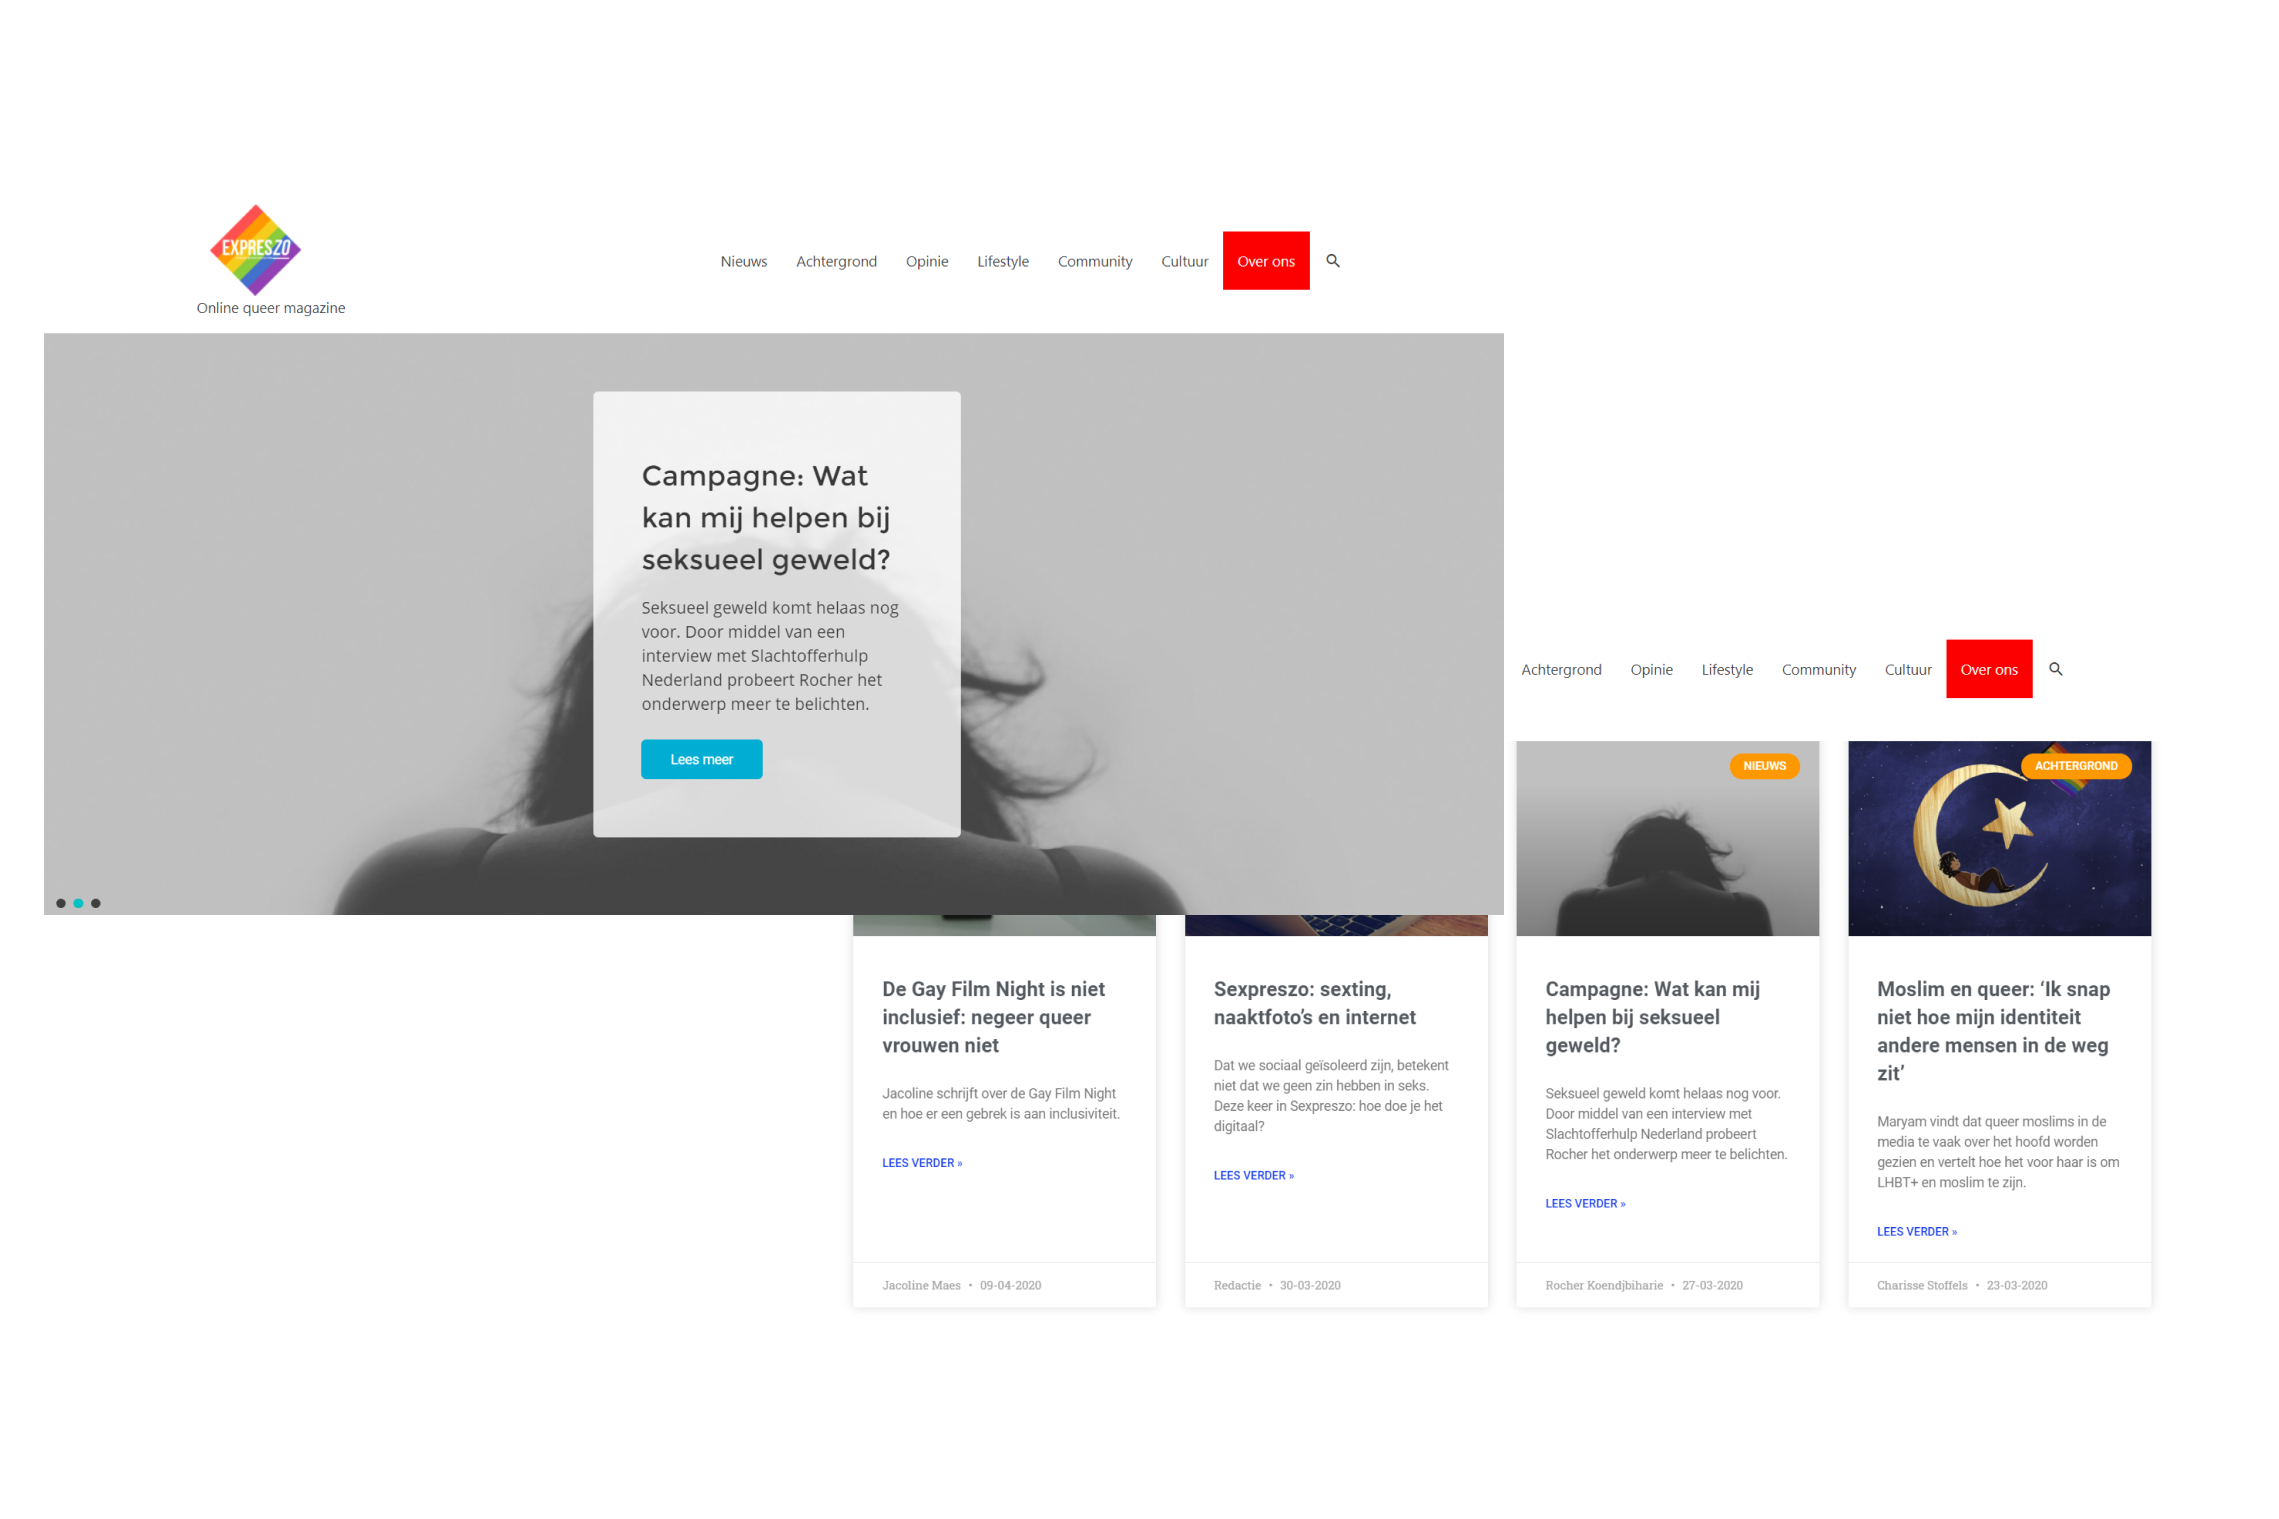 EXPRESZO
Online queer magazine
Nieuws Achtergrond Opinie Lifestyle Community Cultuur Over ons
Campagne: Wat
kan mij helpen bij
seksueel geweld?
Seksueel geweld komt helaas nog
voor. Door middel van een
interview met Slachtofferhulp
Nederland probeert Rocher het
onderwerp meer te belichten.
Lees meer
Achtergrond Opinie Lifestyle Community Cultuur Over ons
De Gay Film Night is niet
inclusief: negeer queer
vrouwen niet
Jacoline schrijft over de Gay Film Night
en hoe er een gebrek is aan inclusiviteit.
LEES VERDER »
Jacoline Maes • 09-04-2020
Sexpreszo: sexting,
naaktfoto’s en internet
Dat we sociaal geïsoleerd zijn, betekent
niet dat we geen zin hebben in seks.
Deze keer in Sexpreszo: hoe doe je het
digitaal?
LEES VERDER »
Redactie • 30-03-2020
NIEUWS
Campagne: Wat kan mij
helpen bij seksueel
geweld?
Seksueel geweld komt helaas nog voor.
Door middel van een interview met
Slachtofferhulp Nederland probeert
Rocher het onderwerp meer te belichten.
LEES VERDER »
Rocher Koendjbiharie • 27-03-2020
ACHTERGROND
Moslim en queer: ‘Ik snap
niet hoe mijn identiteit
andere mensen in de weg
zit’
Maryam vindt dat queer moslims in de
media te vaak over het hoofd worden
gezien en vertelt hoe het voor haar is om
LHBT+ en moslim te zijn.
LEES VERDER »
Charisse Stoffels • 23-03-2020